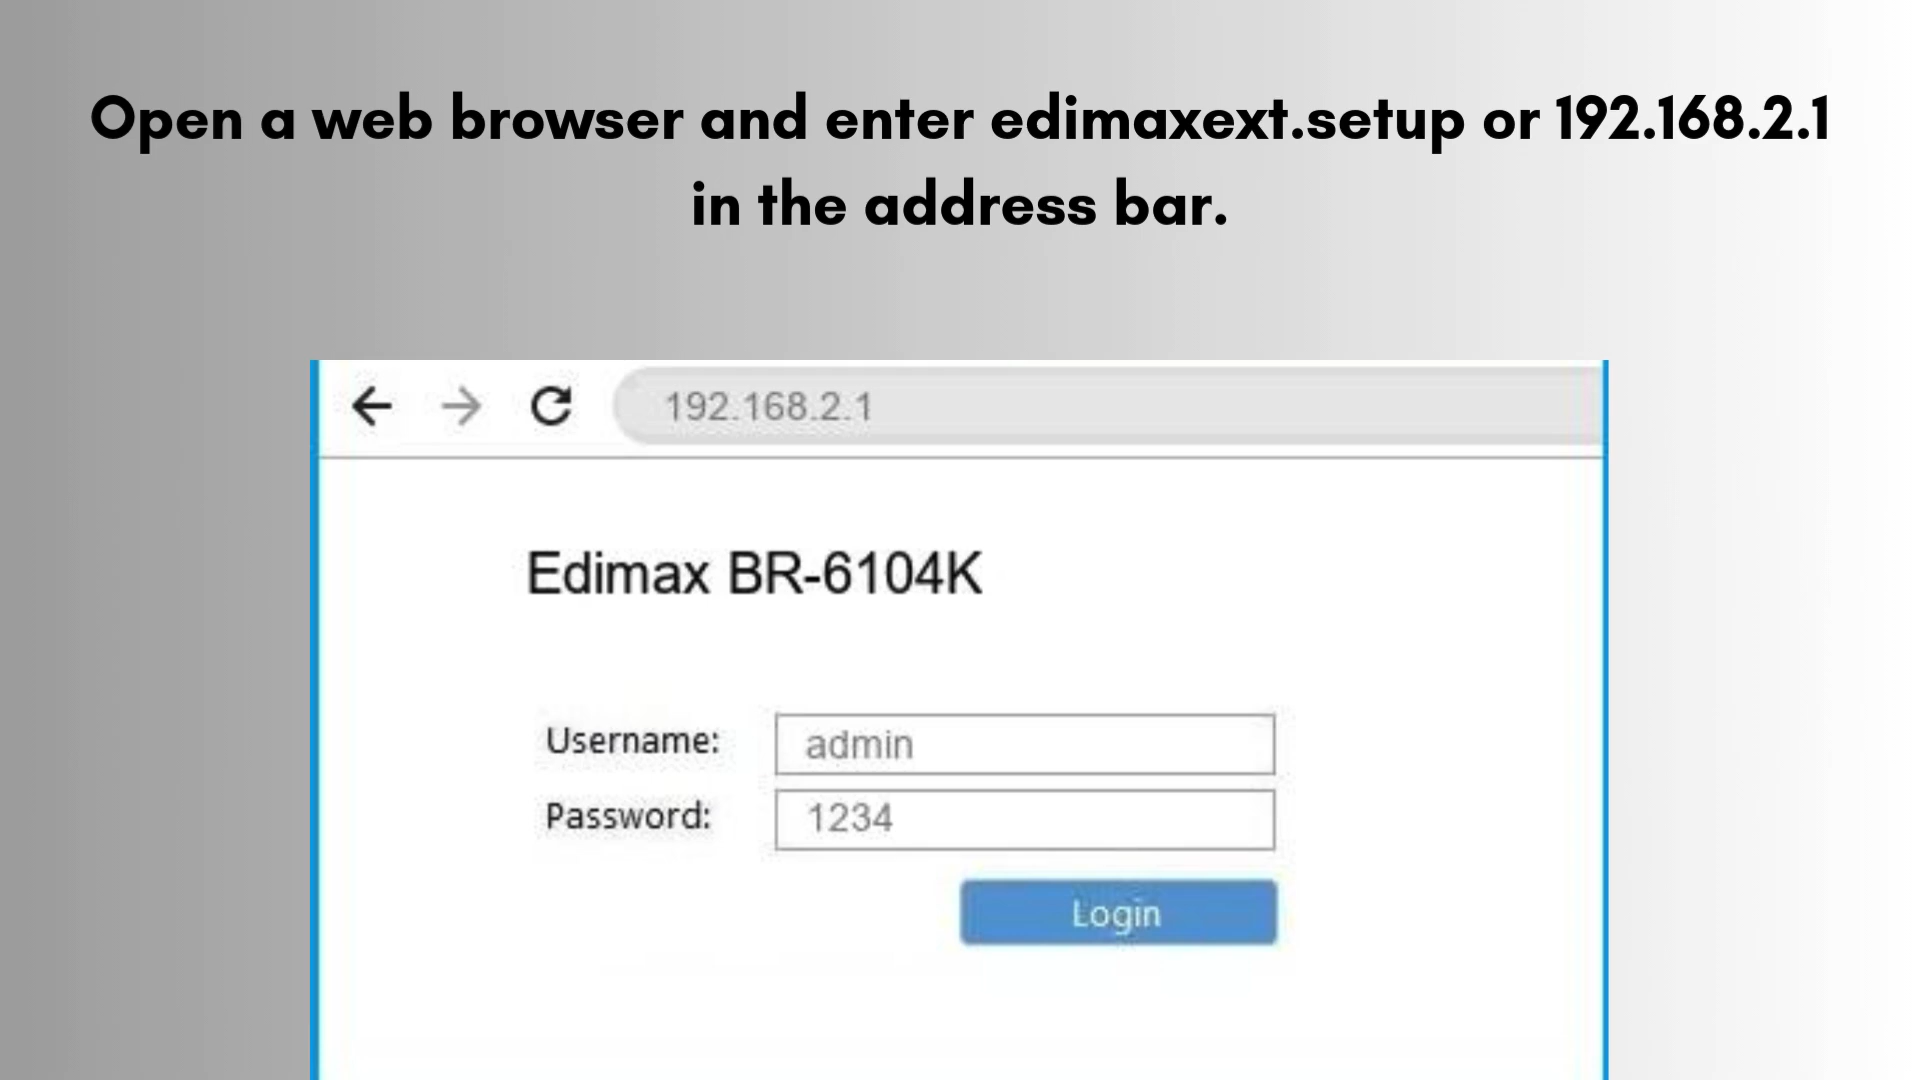 Open a web browser and enter edimaxext.setup or 192.168.2.1
in the address bar.
192.168.2.1
Edimax BR-6104K
Username: admin
Password: 1234
Login